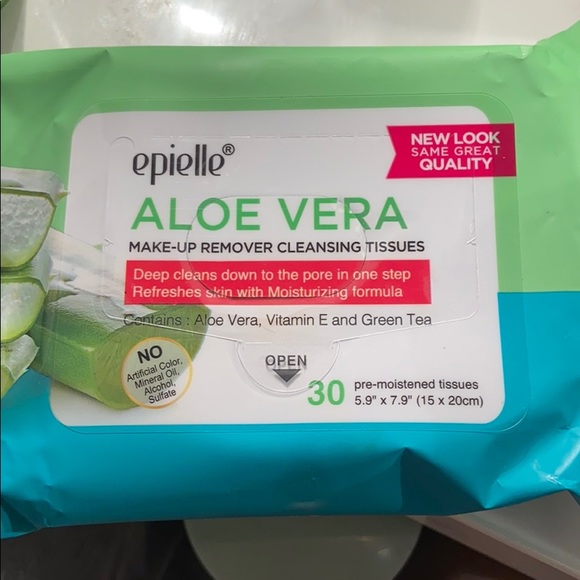 epielle®
NEW LOOK
SAME GREAT
QUALITY
ALOE VERA
MAKE-UP REMOVER CLEANSING TISSUES
Deep cleans down to the pore in one step
Refreshes skin with Moisturizing formula
Contains : Aloe Vera, Vitamin E and Green Tea
NO
Artificial Color,
Mineral Oil,
Alcohol,
Sulfate
OPEN
30 pre-moistened tissues
5.9" x 7.9" (15 x 20cm)